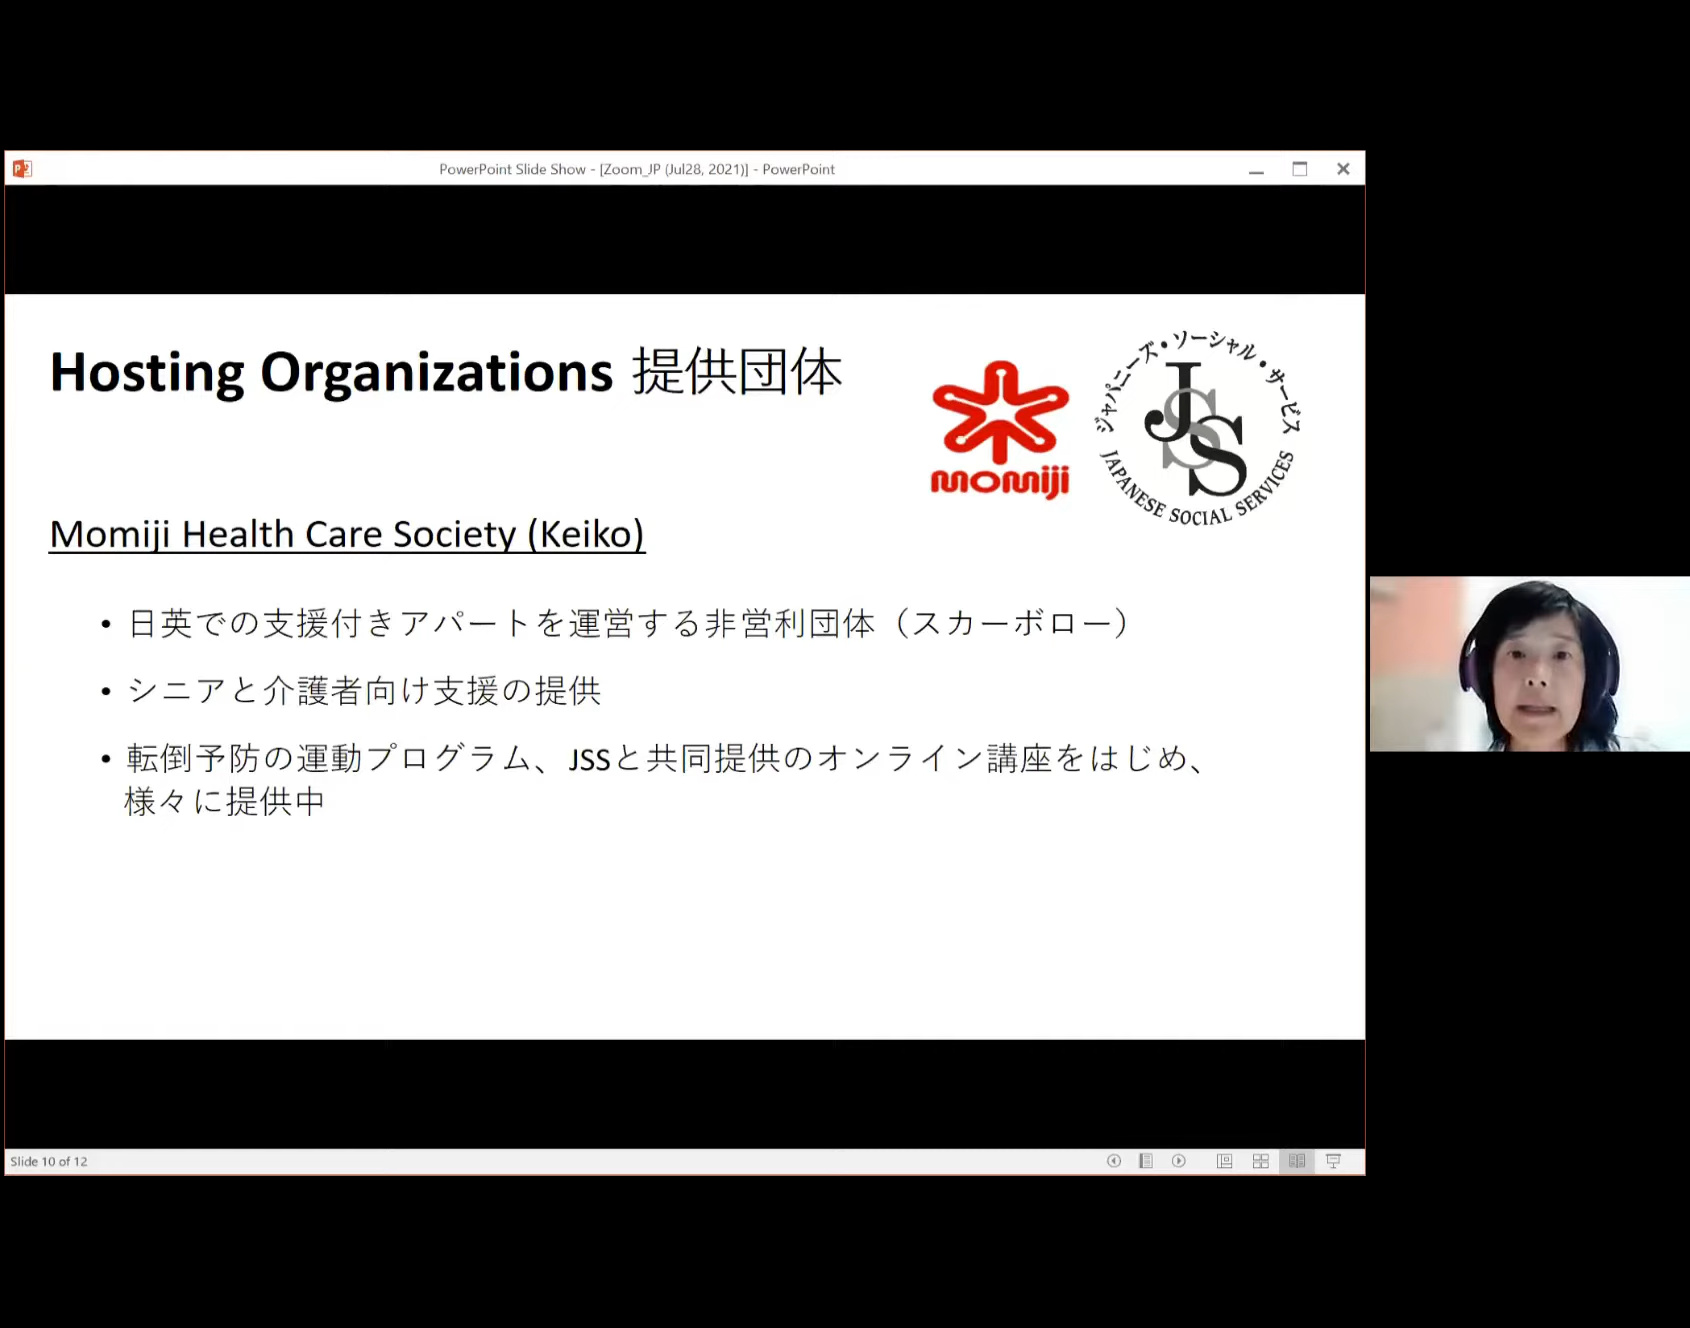 PowerPoint Slide Show - [Zoom_JP (Jul28, 2021)] - PowerPoint
Hosting Organizations 提供団体
momiji
ジャパニーズ・ソーシャル・サービス
JSS
JAPANESE SOCIAL SERVICES
Momiji Health Care Society (Keiko)
• 日英での支援付きアパートを運営する非営利団体（スカーボロー）
• シニアと介護者向け支援の提供
• 転倒予防の運動プログラム、JSSと共同提供のオンライン講座をはじめ、
様々に提供中
Slide 10 of 12